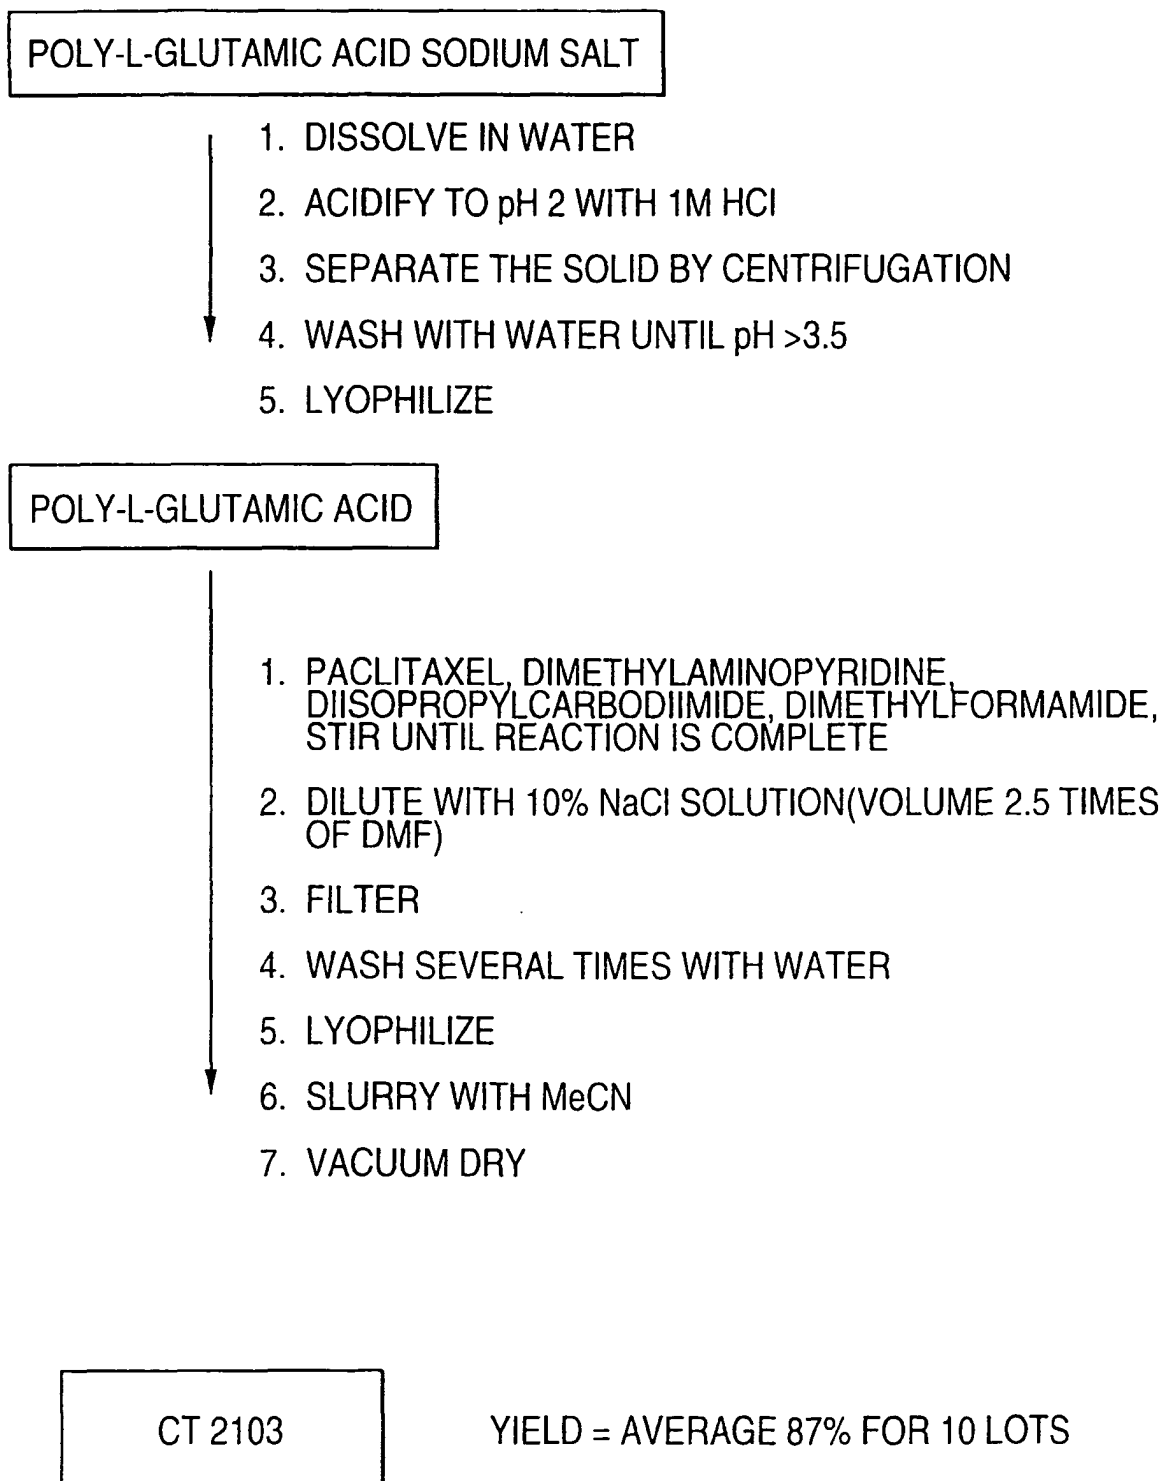 POLY-L-GLUTAMIC ACID SODIUM SALT
1. DISSOLVE IN WATER
2. ACIDIFY TO pH 2 WITH 1M HCl
3. SEPARATE THE SOLID BY CENTRIFUGATION
4. WASH WITH WATER UNTIL pH >3.5
5. LYOPHILIZE
POLY-L-GLUTAMIC ACID
1. PACLITAXEL, DIMETHYLAMINOPYRIDINE,
DIISOPROPYLCARBODIIMIDE, DIMETHYLFORMAMIDE,
STIR UNTIL REACTION IS COMPLETE
2. DILUTE WITH 10% NaCl SOLUTION(VOLUME 2.5 TIMES
OF DMF)
3. FILTER
4. WASH SEVERAL TIMES WITH WATER
5. LYOPHILIZE
6. SLURRY WITH MeCN
7. VACUUM DRY
CT 2103 YIELD = AVERAGE 87% FOR 10 LOTS